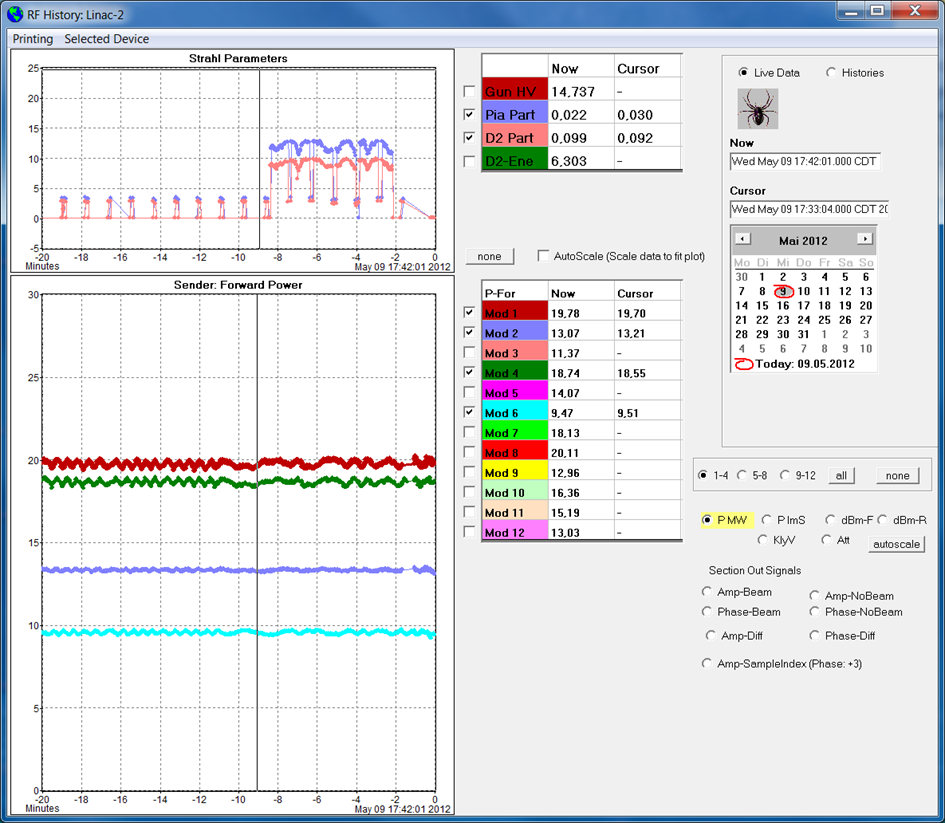 RF History: Linac-2
Printing Selected Device
Strahl Parameters
25
20
15
10
5
0
-5
-20 -18 -16 -14 -12 -10 -8 -6 -4 -2 0
Minutes May 09 17:42:01 2012
Now Cursor
Gun HV 14,737 -
Pia Part 0,022 0,030
D2 Part 0,099 0,092
D2-Ene 6,303 -
none AutoScale (Scale data to fit plot)
Sender: Forward Power
30
25
20
15
10
5
0
-20 -18 -16 -14 -12 -10 -8 -6 -4 -2 0
Minutes May 09 17:42:01 2012
P-For Now Cursor
Mod 1 19,78 19,70
Mod 2 13,07 13,21
Mod 3 11,37 -
Mod 4 18,74 18,55
Mod 5 14,07 -
Mod 6 9,47 9,51
Mod 7 18,13 -
Mod 8 20,11 -
Mod 9 12,96 -
Mod 10 16,36 -
Mod 11 15,19 -
Mod 12 13,03 -
Live Data Histories
Now
Wed May 09 17:42:01.000 CDT
Cursor
Wed May 09 17:33:04.000 CDT 20
Mai 2012
Mo Di Mi Do Fr Sa So
30 1 2 3 4 5 6
7 8 9 10 11 12 13
14 15 16 17 18 19 20
21 22 23 24 25 26 27
28 29 30 31 1 2 3
4 5 6 7 8 9 10
Today: 09.05.2012
1-4 5-8 9-12 all none
P MW P ImS dBm-F dBm-R
KlyV Att autoscale
Section Out Signals
Amp-Beam Amp-NoBeam
Phase-Beam Phase-NoBeam
Amp-Diff Phase-Diff
Amp-SampleIndex (Phase: +3)